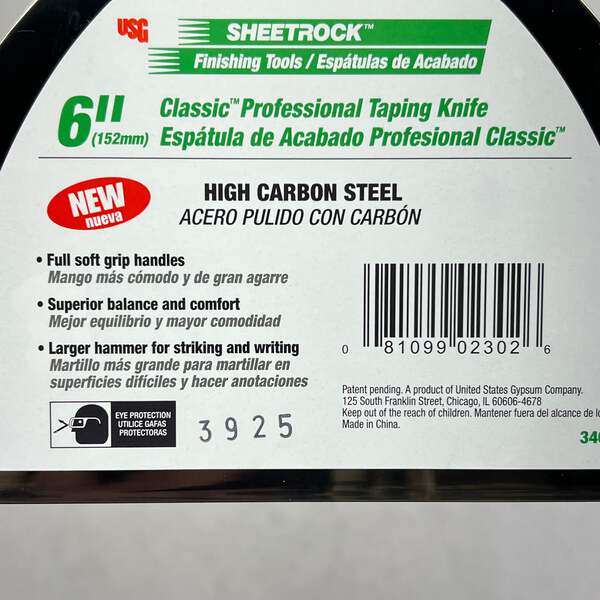 USG
SHEETROCK™
Finishing Tools / Espátulas de Acabado
6" Classic™ Professional Taping Knife
(152mm) Espátula de Acabado Profesional Classic™
NEW
nueva
HIGH CARBON STEEL
ACERO PULIDO CON CARBÓN
• Full soft grip handles
Mango más cómodo y de gran agarre
• Superior balance and comfort
Mejor equilibrio y mayor comodidad
• Larger hammer for striking and writing
Martillo más grande para martillar en
superficies difíciles y hacer anotaciones
0 81099 02302 6
Patent pending. A product of United States Gypsum Company.
125 South Franklin Street, Chicago, IL 60606-4678
Keep out of the reach of children. Mantener fuera del alcance de
Made in China.
EYE PROTECTION
UTILICE GAFAS
PROTECTORAS
3925